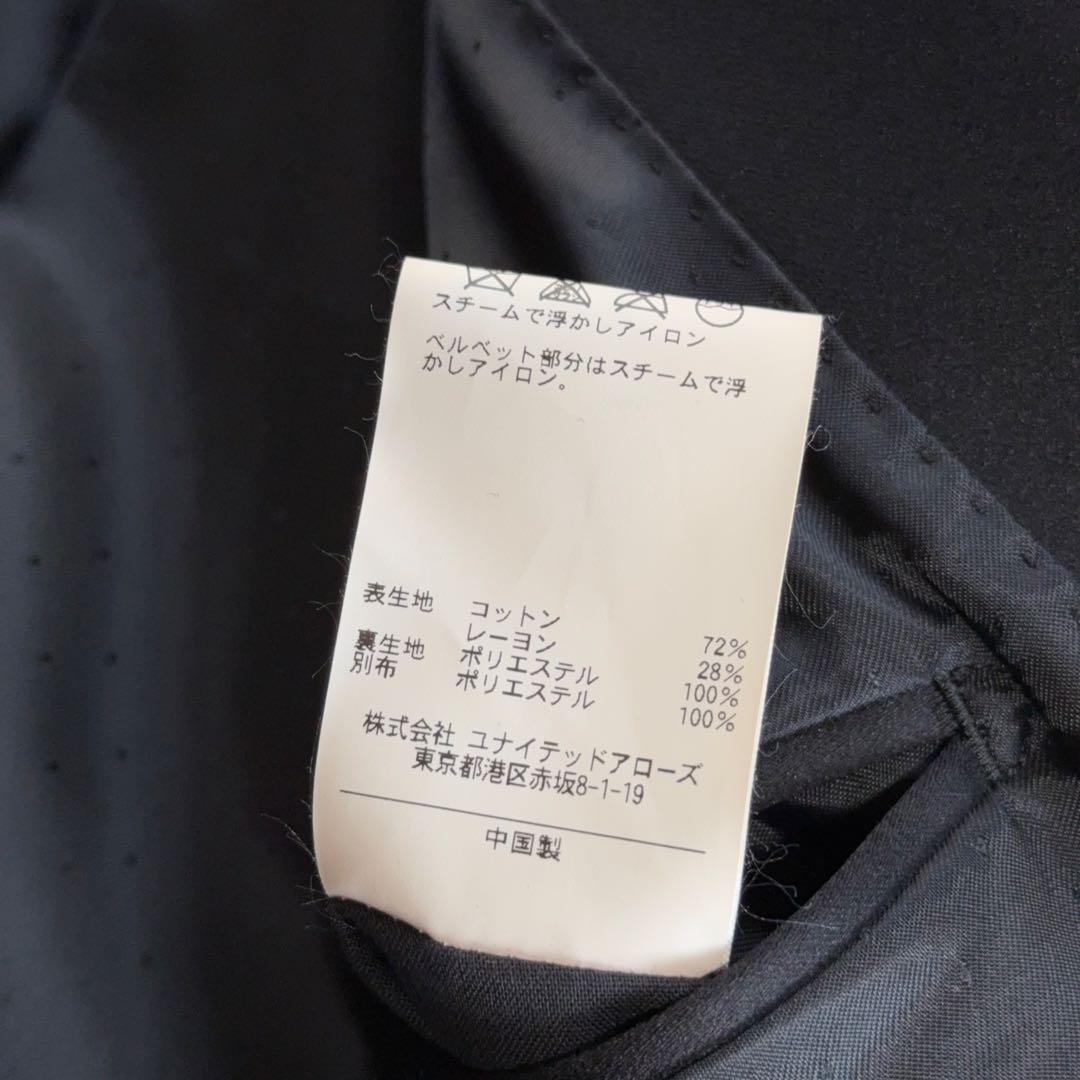 スチームで浮かしアイロン
ベルベット部分はスチームで浮
かしアイロン。
表生地 コットン 72%
レーヨン 28%
裏生地 ポリエステル 100%
別布 ポリエステル 100%
株式会社 ユナイテッドアローズ
東京都港区赤坂8-1-19
中国製